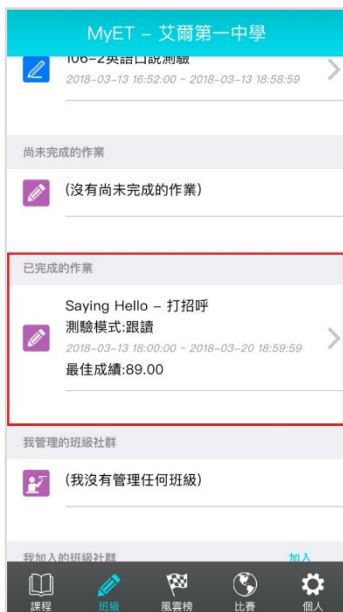 MyET – 艾爾第一中學
106-2英語口說測驗
2018-03-13 16:52:00 ~ 2018-03-13 18:58:59
尚未完成的作業
(沒有尚未完成的作業)
已完成的作業
Saying Hello – 打招呼
測驗模式:跟讀
2018-03-13 18:00:00 ~ 2018-03-20 18:59:59
最佳成績:89.00
我管理的班級社群
(我沒有管理任何班級)
我加入的班級社群 加入
課程 班級 風雲榜 比賽 個人